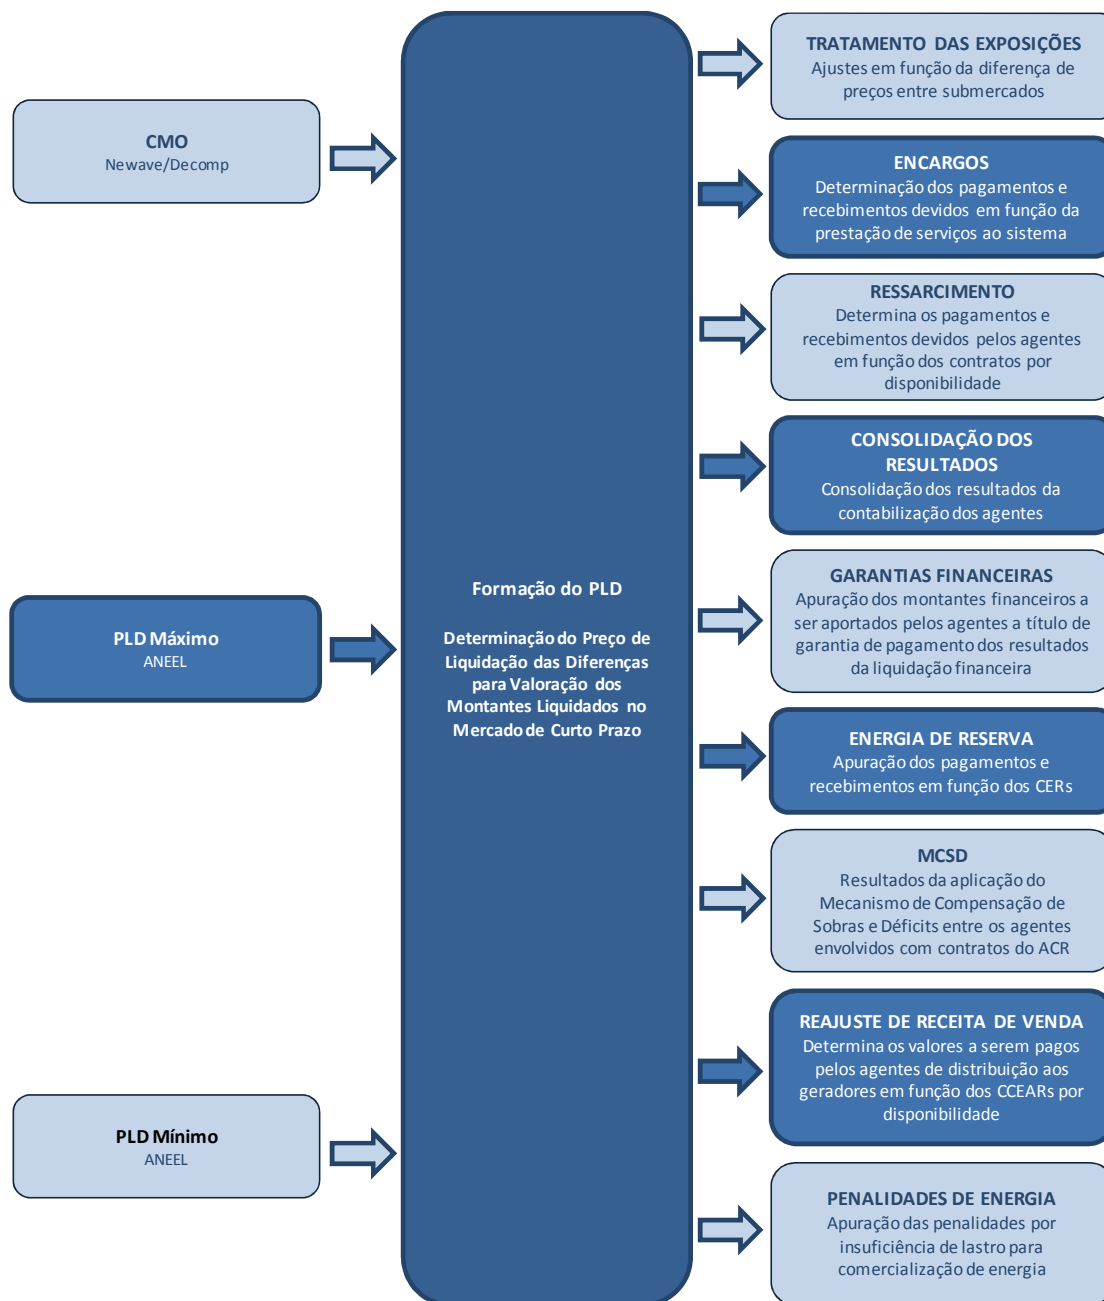 CMO
Newave/Decomp
PLD Máximo
ANEEL
PLD Mínimo
ANEEL
Formação do PLD
Determinação do Preço de
Liquidação das Diferenças
para Valoração dos
Montantes Liquidados no
Mercado de Curto Prazo
TRATAMENTO DAS EXPOSIÇÕES
Ajustes em função da diferença de
preços entre submercados
ENCARGOS
Determinação dos pagamentos e
recebimentos devidos em função da
prestação de serviços ao sistema
RESSARCIMENTO
Determina os pagamentos e
recebimentos devidos pelos agentes
em função dos contratos por
disponibilidade
CONSOLIDAÇÃO DOS
RESULTADOS
Consolidação dos resultados da
contabilização dos agentes
GARANTIAS FINANCEIRAS
Apuração dos montantes financeiros a
ser aportados pelos agentes a título de
garantia de pagamento dos resultados
da liquidação financeira
ENERGIA DE RESERVA
Apuração dos pagamentos e
recebimentos em função dos CERs
MCSD
Resultados da aplicação do
Mecanismo de Compensação de
Sobras e Déficits entre os agentes
envolvidos com contratos do ACR
REAJUSTE DE RECEITA DE VENDA
Determina os valores a serem pagos
pelos agentes de distribuição aos
geradores em função dos CCEARs por
disponibilidade
PENALIDADES DE ENERGIA
Apuração das penalidades por
insuficiência de lastro para
comercialização de energia